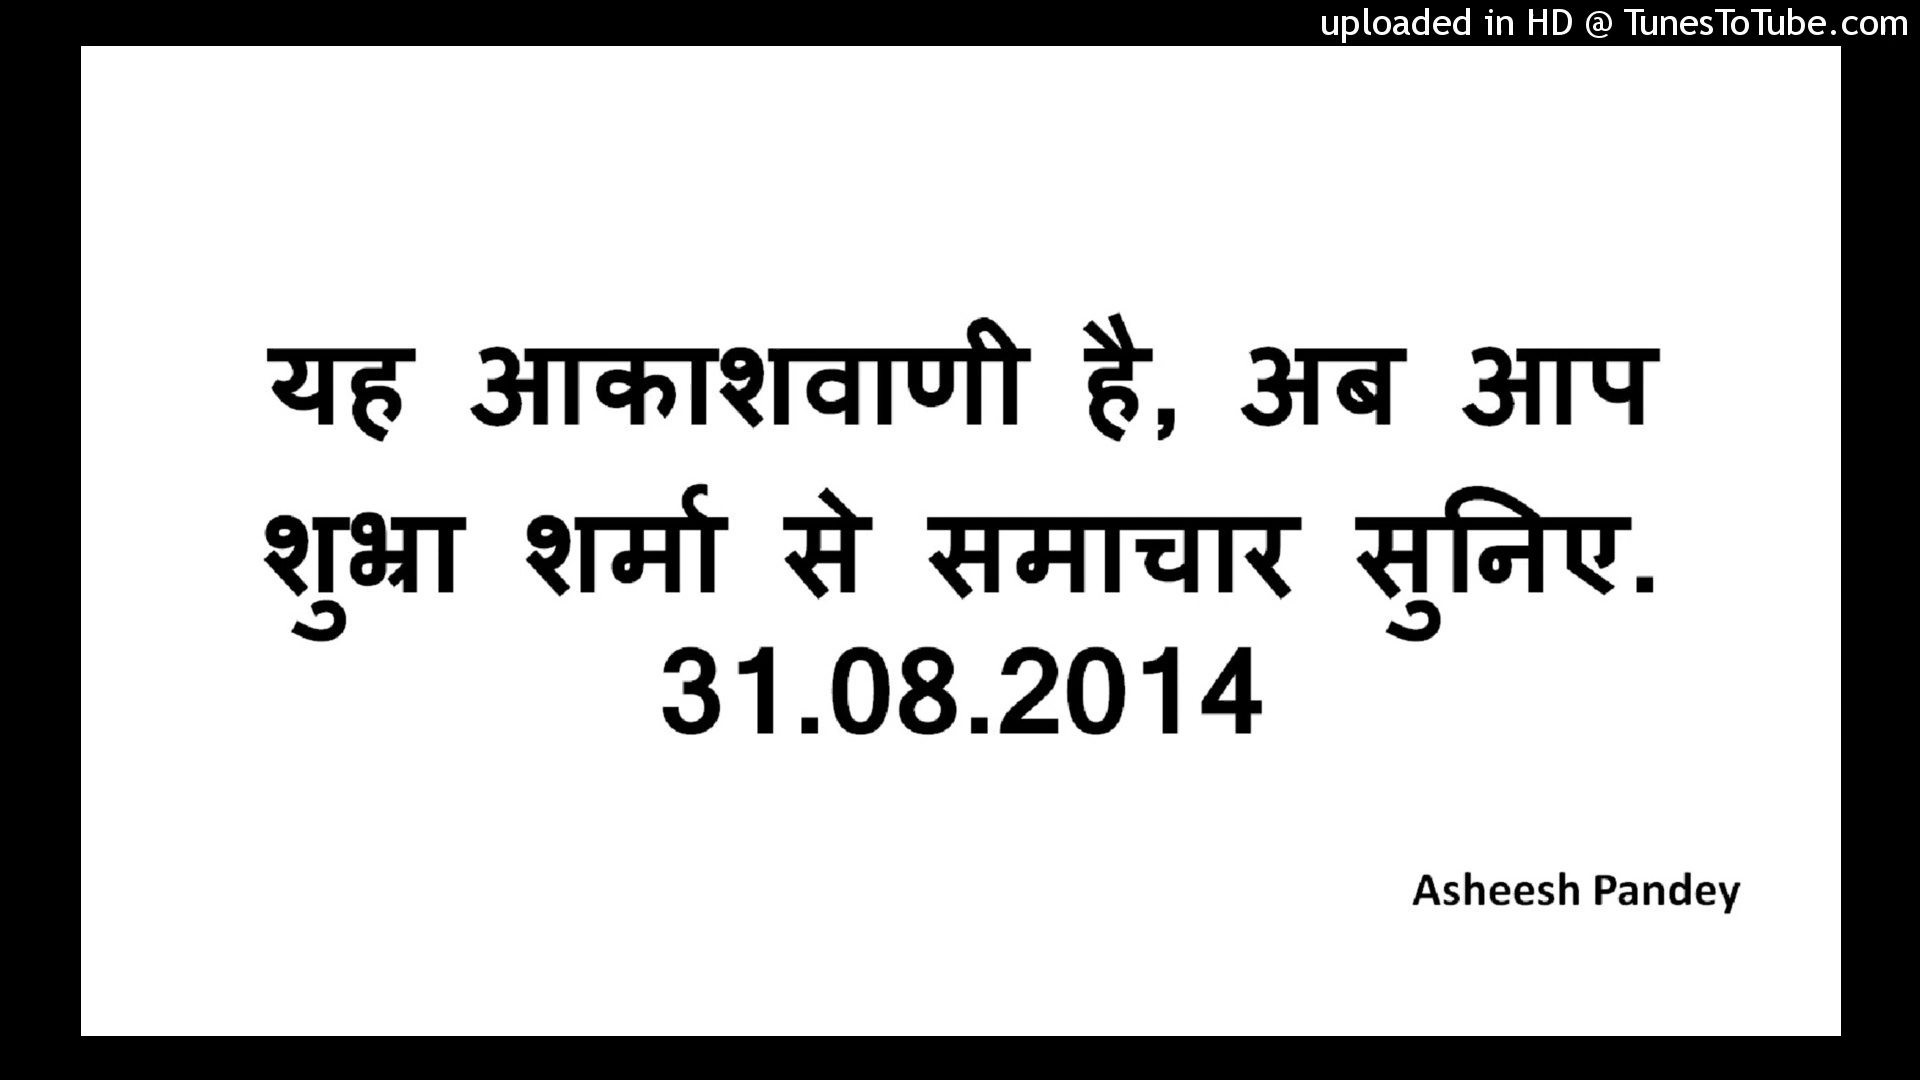 uploaded in HD @ TunesToTube.com
यह आकाशवाणी है, अब आप
शुभ्रा शर्मा से समाचार सुनिए.
31.08.2014
Asheesh Pandey